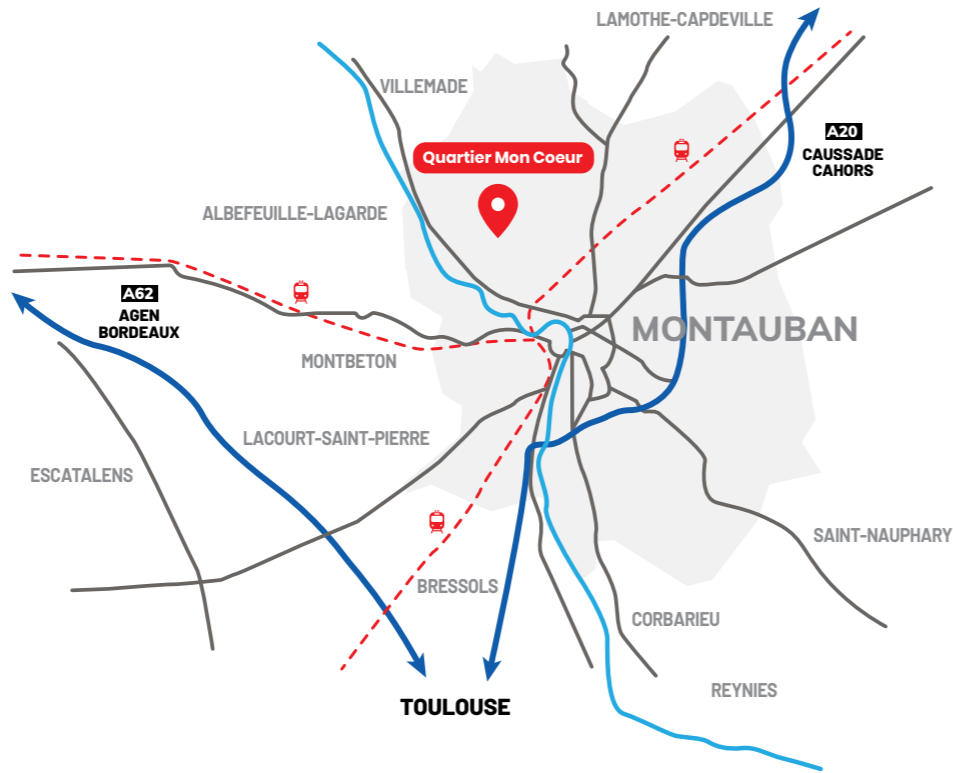 LAMOTHE-CAPDEVILLE
VILLEMADE
A20
CAUSSADE
CAHORS
Quartier Mon Coeur
ALBEFEUILLE-LAGARDE
A62
AGEN
BORDEAUX
MONTAUBAN
MONTBETON
LACOURT-SAINT-PIERRE
ESCATALENS
SAINT-NAUPHARY
BRESSOLS
CORBARIEU
REYNIES
TOULOUSE